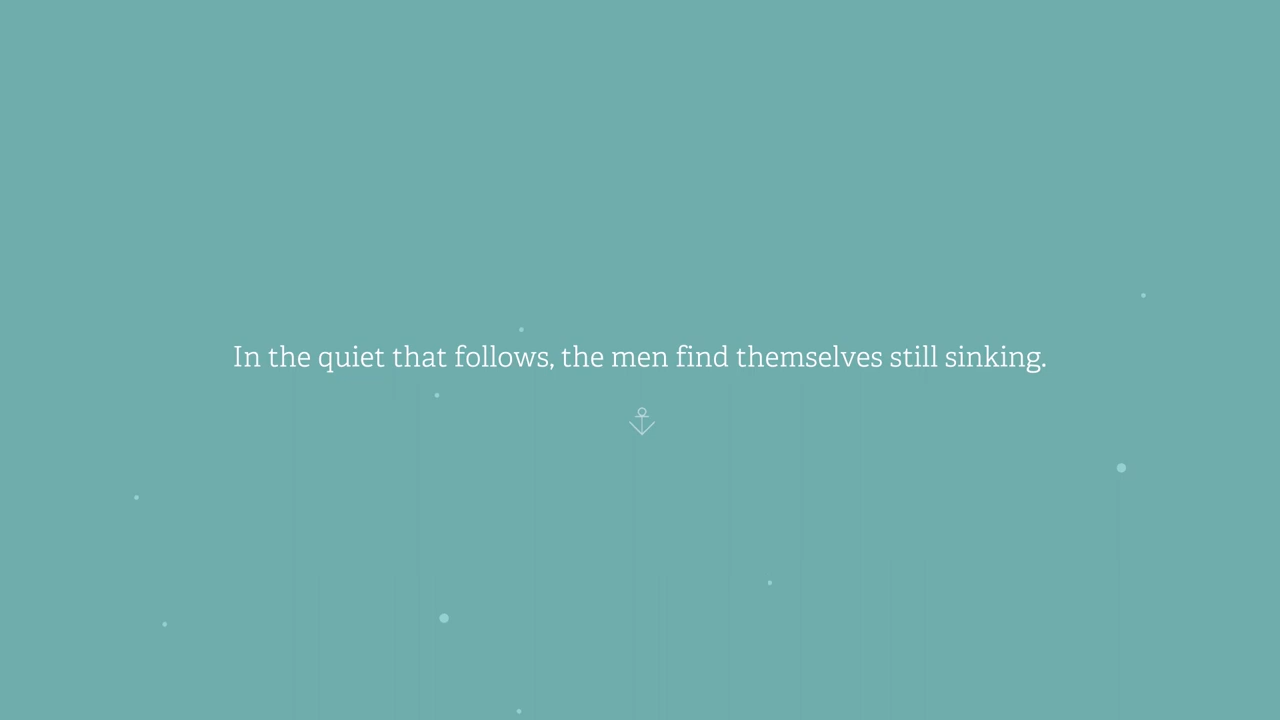 In the quiet that follows, the men find themselves still sinking.